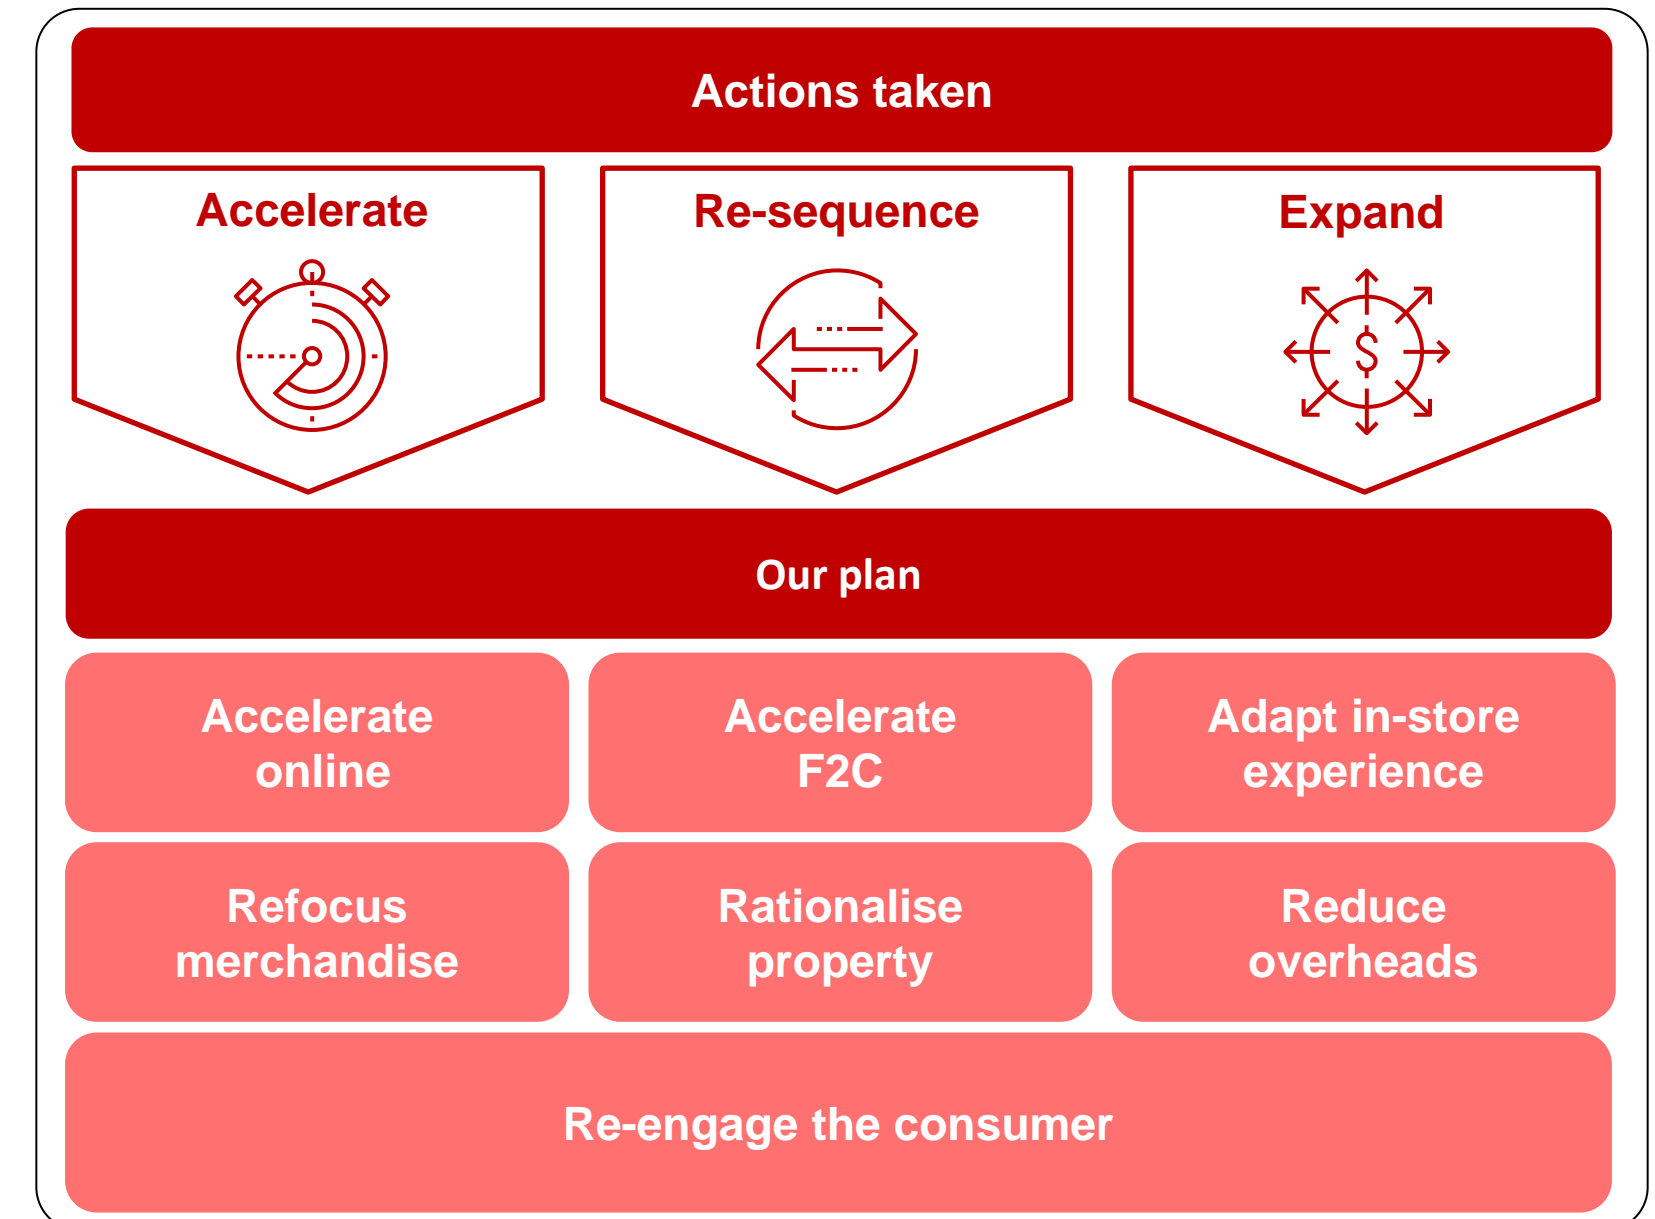 Actions taken
Accelerate
Re-sequence
Expand
$
Our plan
Accelerate
online
Accelerate
F2C
Adapt in-store
experience
Refocus
merchandise
Rationalise
property
Reduce
overheads
Re-engage the consumer